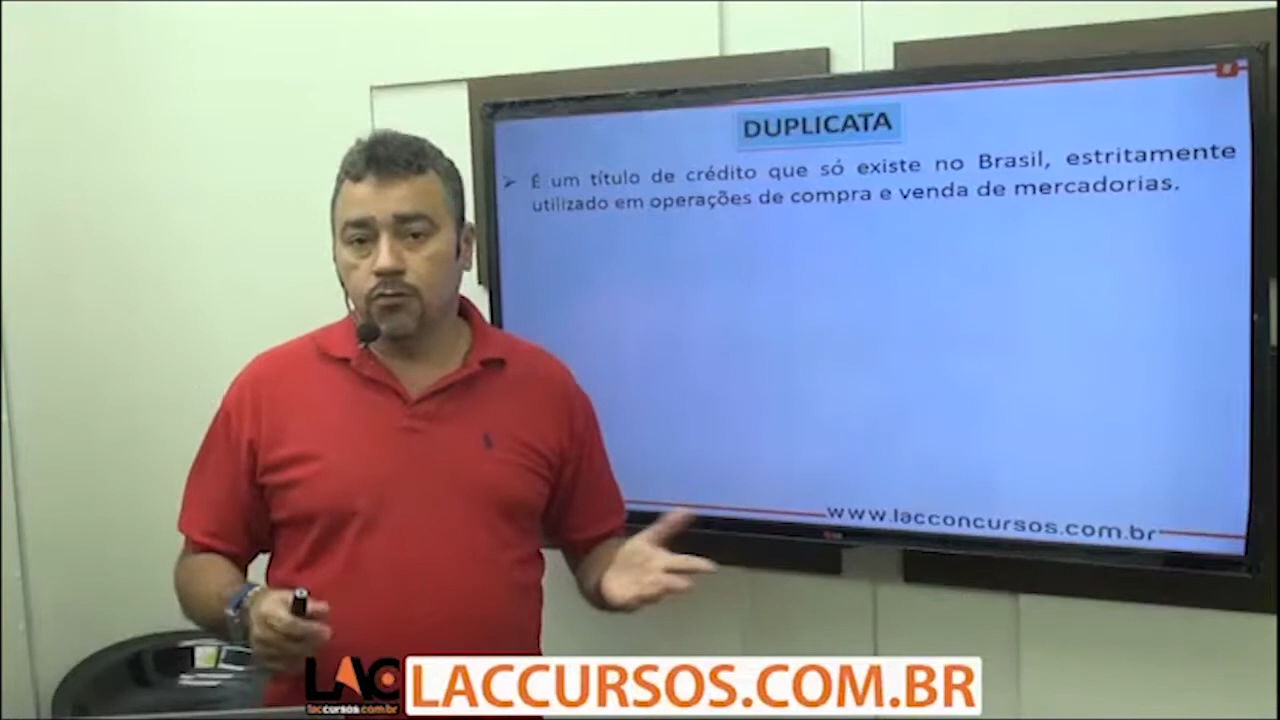 DUPLICATA
➤ É um título de crédito que só existe no Brasil, estritamente
utilizado em operações de compra e venda de mercadorias.
www.lacconcursos.com.br
LAC
laccursos.com.br
LACCURSOS.COM.BR